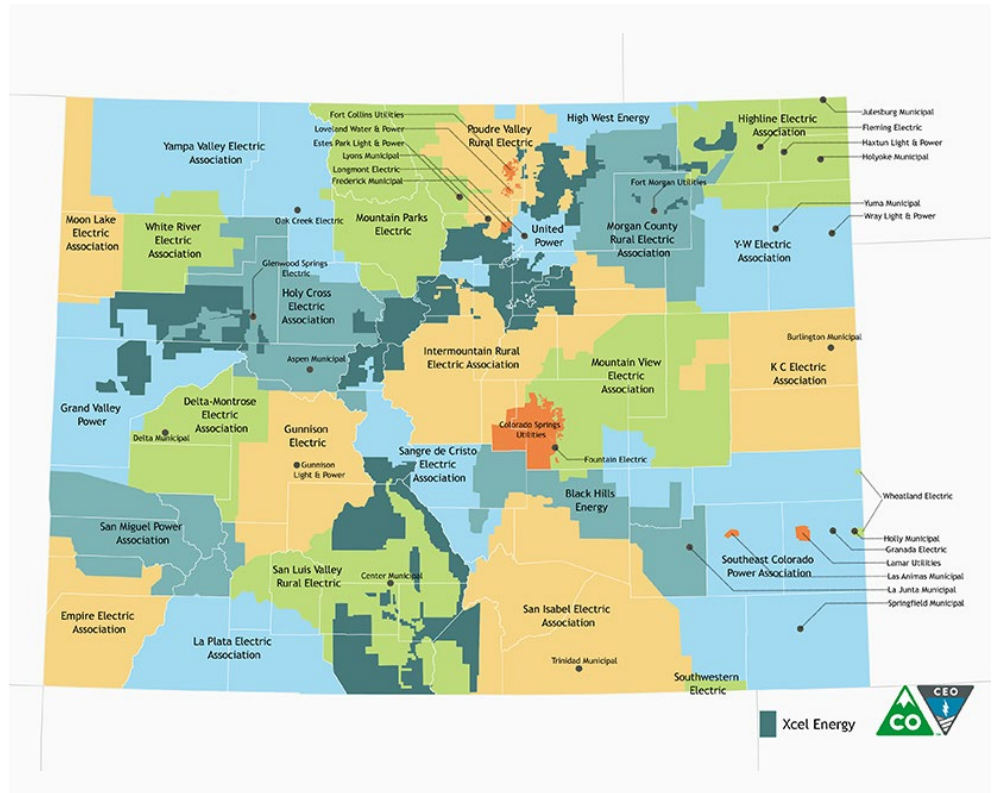 Fort Collins Utilities
Loveland Water & Power
Estes Park Light & Power
Lyons Municipal
Longmont Electric
Frederick Municipal
Poudre Valley
Rural Electric
High West Energy
Highline Electric
Association
Julesburg Municipal
Fleming Electric
Haxtun Light & Power
Holyoke Municipal
Yampa Valley Electric
Association
Fort Morgan Utilities
Yuma Municipal
Wray Light & Power
Moon Lake
Electric
Association
White River
Electric
Association
Oak Creek Electric
Mountain Parks
Electric
United
Power
Morgan County
Rural Electric
Association
Y-W Electric
Association
Glenwood Springs
Electric
Holy Cross
Electric
Association
Aspen Municipal
Intermountain Rural
Electric Association
Mountain View
Electric
Association
Burlington Municipal
K C Electric
Association
Grand Valley
Power
Delta-Montrose
Electric
Association
Delta Municipal
Gunnison
Electric
Gunnison
Light & Power
Colorado Springs
Utilities
Fountain Electric
Sangre de Cristo
Electric
Association
Black Hills
Energy
Wheatland Electric
San Miguel Power
Association
Holly Municipal
Granada Electric
Lamar Utilities
Las Animas Municipal
La Junta Municipal
Springfield Municipal
Southeast Colorado
Power Association
San Luis Valley
Rural Electric
Center Municipal
Empire Electric
Association
La Plata Electric
Association
San Isabel Electric
Association
Trinidad Municipal
Southwestern
Electric
Xcel Energy
CO
CEO